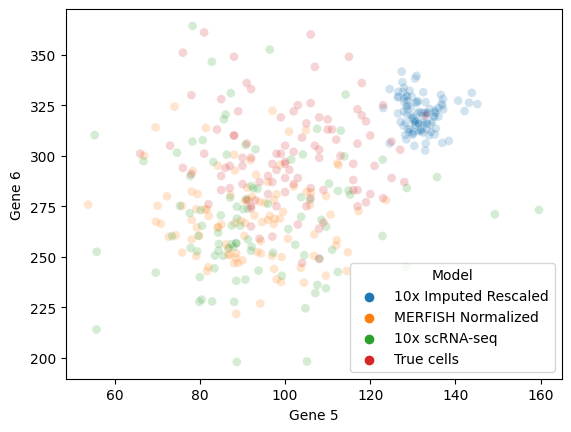 350
325
300
275
250
225
200
Gene 6
60
80
100
120
140
160
Gene 5
Model
10x Imputed Rescaled
MERFISH Normalized
10x scRNA-seq
True cells